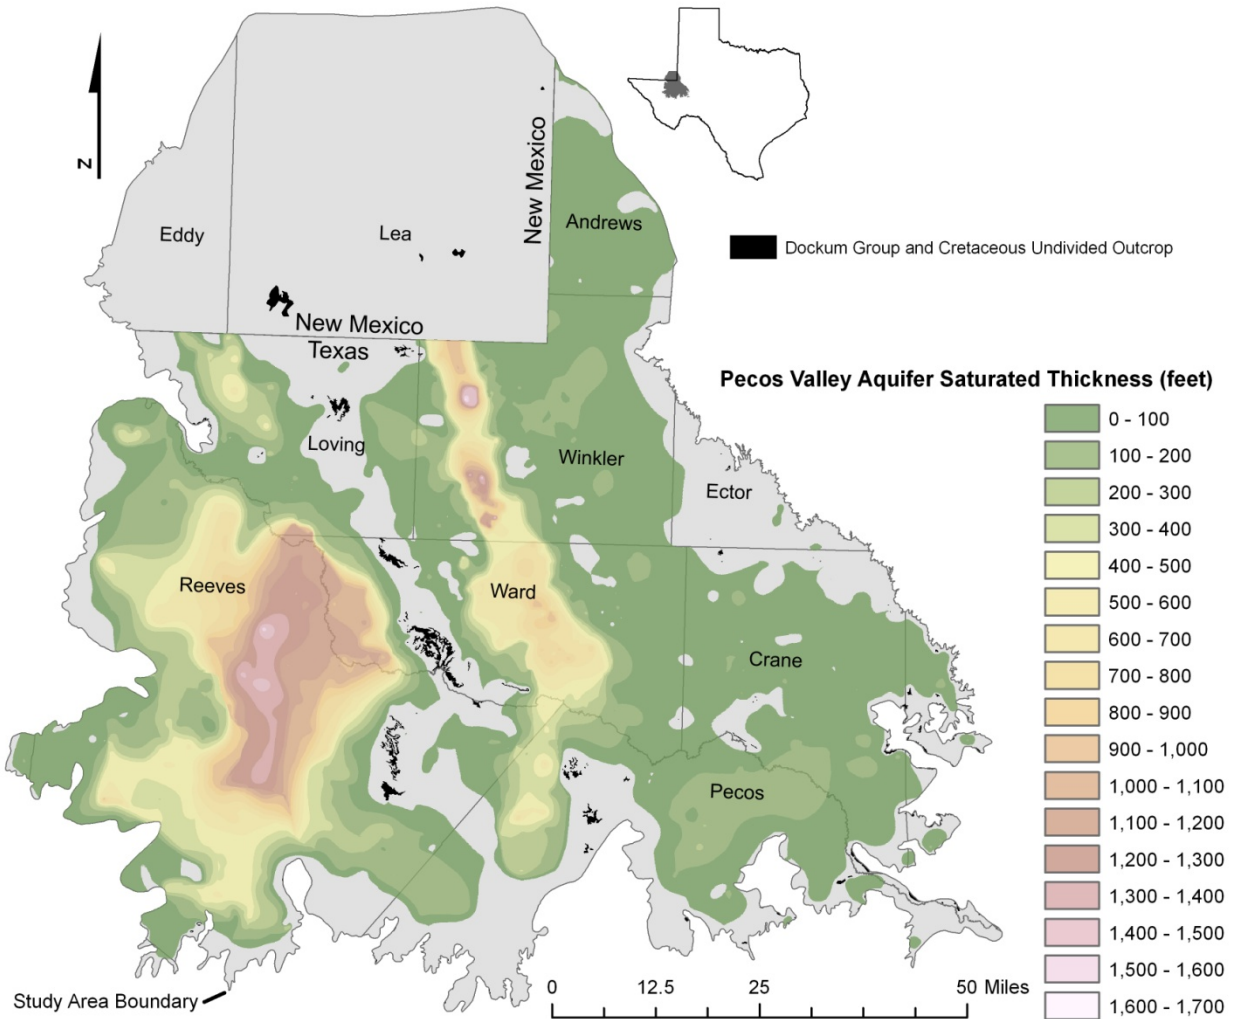 N
New Mexico
Andrews
Eddy
Lea
Dockum Group and Cretaceous Undivided Outcrop
New Mexico
Texas
Pecos Valley Aquifer Saturated Thickness (feet)
0 - 100
100 - 200
200 - 300
300 - 400
400 - 500
500 - 600
600 - 700
700 - 800
800 - 900
900 - 1,000
1,000 - 1,100
1,100 - 1,200
1,200 - 1,300
1,300 - 1,400
1,400 - 1,500
1,500 - 1,600
1,600 - 1,700
Loving
Winkler
Ector
Reeves
Ward
Crane
Pecos
Study Area Boundary
0 12.5 25 50 Miles